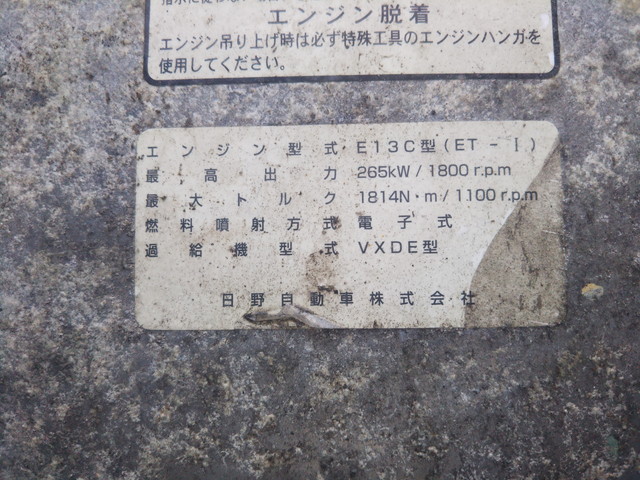 エンジン脱着
エンジン吊り上げ時は必ず特殊工具のエンジンハンガを
使用してください。
エンジン型式 E13C型(ET-I)
最高出力 265kW/1800r.p.m
最大トルク 1814N・m/1100r.p.m
燃料噴射方式 電子式
過給機型式 VXDE型
日野自動車株式会社